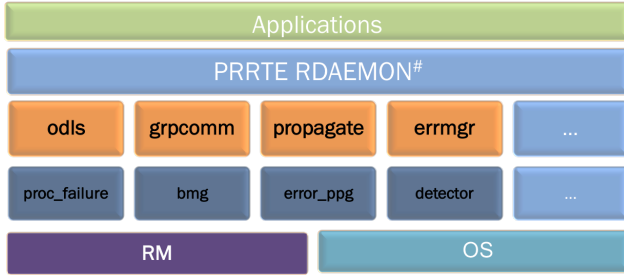 Applications
PRRTE RDAEMON#
odls grpcomm propagate errmgr ...
proc_failure bmg error_ppg detector ...
RM OS